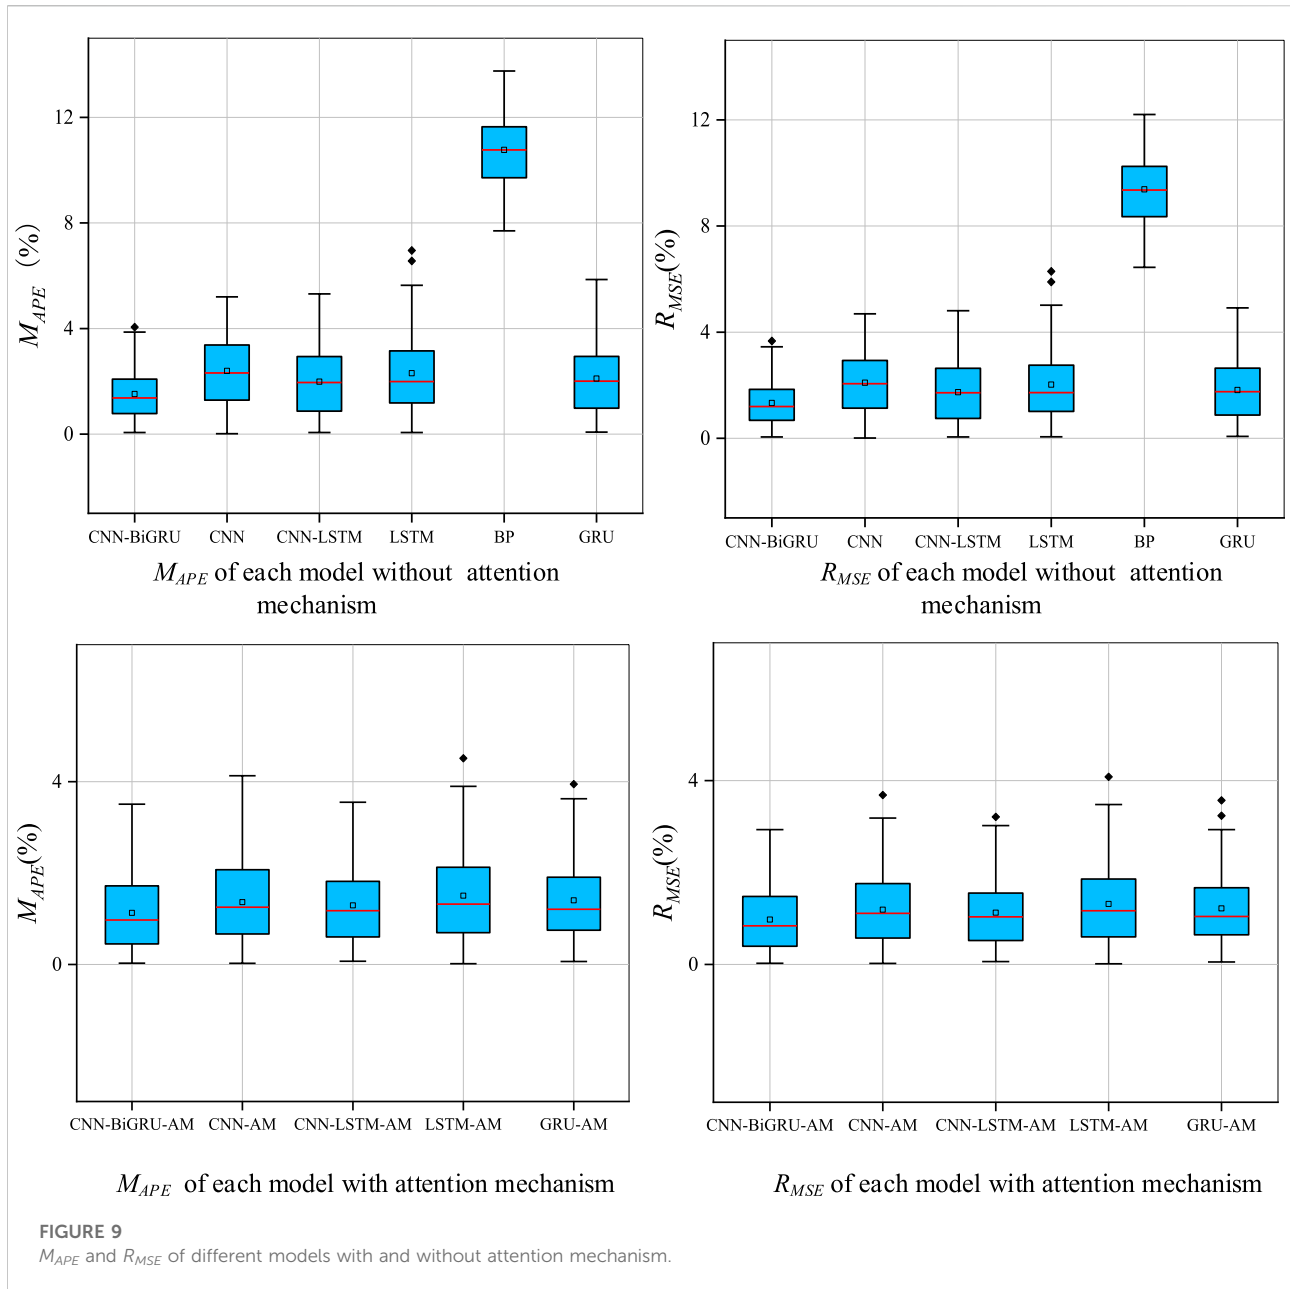 12
8
4
0
M_APE (%)
CNN-BiGRU CNN CNN-LSTM LSTM BP GRU
M_APE of each model without attention
mechanism
12
8
4
0
R_MSE(%)
CNN-BiGRU CNN CNN-LSTM LSTM BP GRU
R_MSE of each model without attention
mechanism
4
0
M_APE(%)
CNN-BiGRU-AM CNN-AM CNN-LSTM-AM LSTM-AM GRU-AM
M_APE of each model with attention mechanism
4
0
R_MSE(%)
CNN-BiGRU-AM CNN-AM CNN-LSTM-AM LSTM-AM GRU-AM
R_MSE of each model with attention mechanism
FIGURE 9
M_APE and R_MSE of different models with and without attention mechanism.